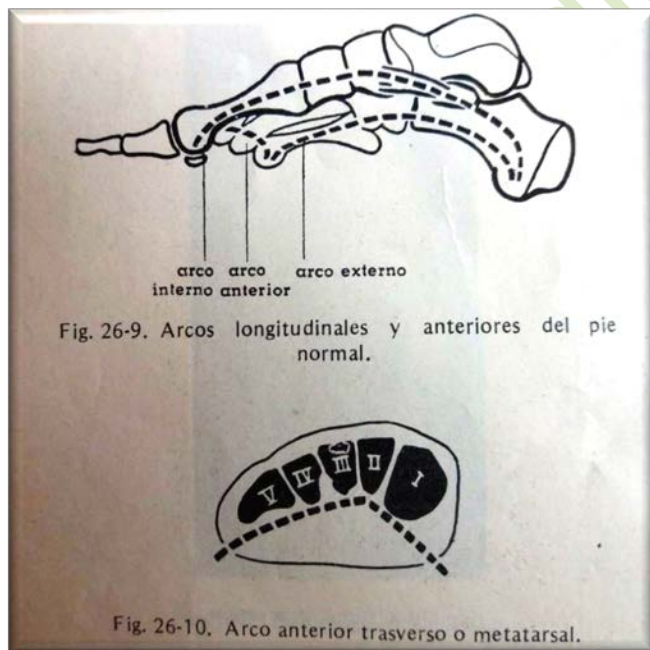 arco arco arco externo
interno anterior
Fig. 26-9. Arcos longitudinales y anteriores del pie
normal.
V IV III II I
Fig. 26-10. Arco anterior trasverso o metatarsal.